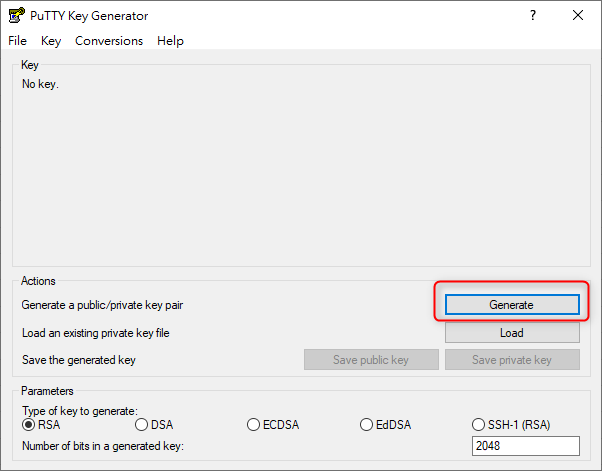 PuTTY Key Generator
?
File Key Conversions Help
Key
No key.
Actions
Generate a public/private key pair
Generate
Load an existing private key file
Load
Save the generated key
Save public key
Save private key
Parameters
Type of key to generate:
RSA
DSA
ECDSA
EdDSA
SSH-1 (RSA)
Number of bits in a generated key:
2048